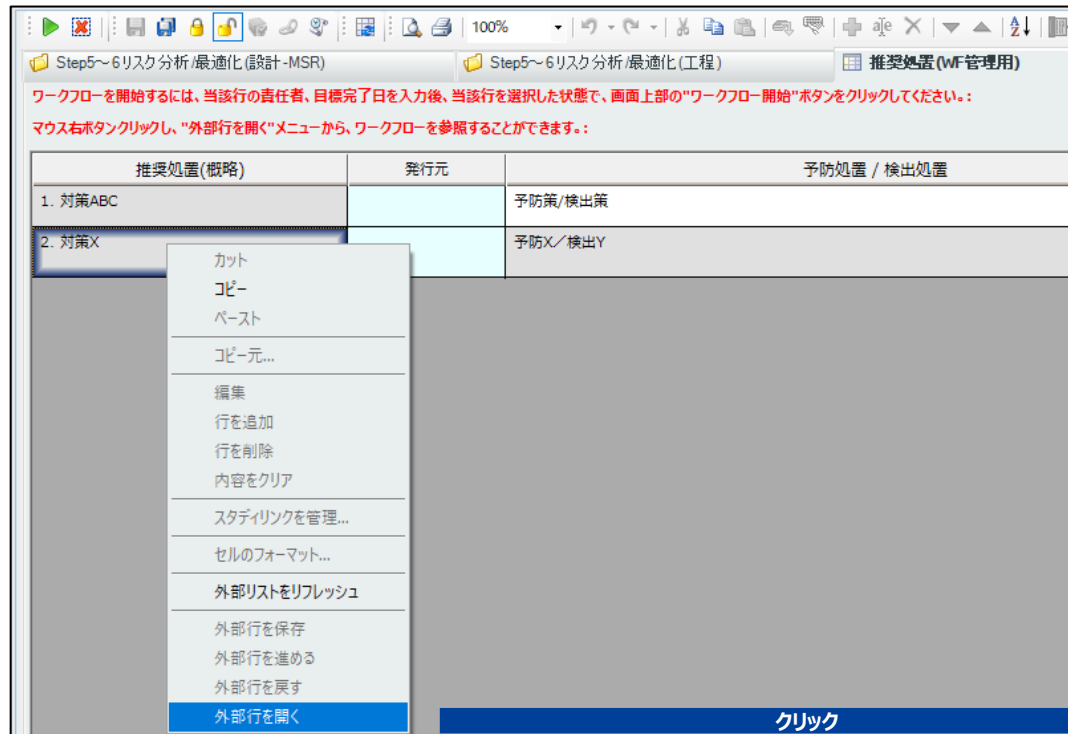 100%
Step5～6リスク分析/最適化(設計-MSR)
Step5～6リスク分析/最適化(工程)
推奨処置(WF管理用)
ワークフローを開始するには、当該行の責任者、目標完了日を入力後、当該行を選択した状態で、画面上部の"ワークフロー開始"ボタンをクリックしてください。:
マウス右ボタンクリックし、"外部行を開く"メニューから、ワークフローを参照することができます。:
推奨処置(概略)
発行元
予防処置 / 検出処置
1. 対策ABC
予防策/検出策
2. 対策X
予防X／検出Y
カット
コピー
ペースト
コピー元...
編集
行を追加
行を削除
内容をクリア
スタディリンクを管理...
セルのフォーマット...
外部リストをリフレッシュ
外部行を保存
外部行を進める
外部行を戻す
外部行を開く
クリック